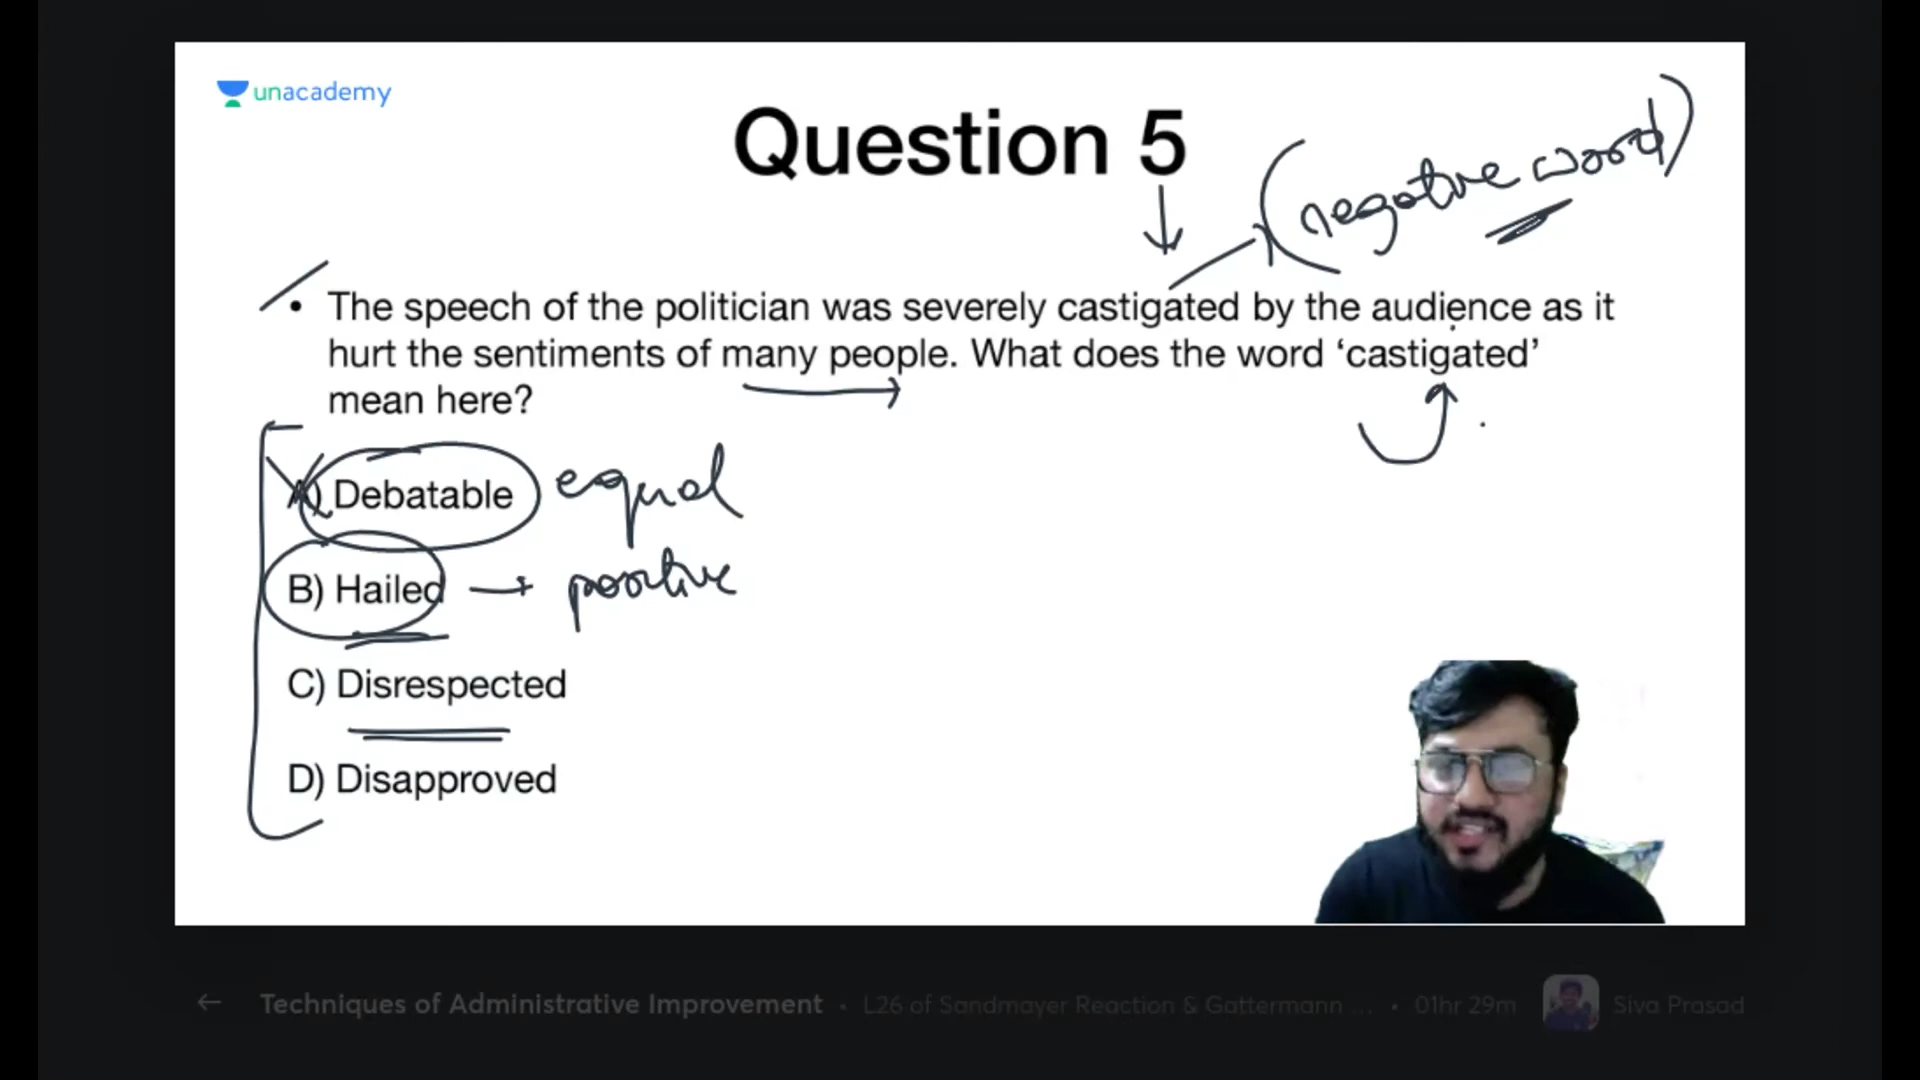 unacademy
Question 5
(negative word)
• The speech of the politician was severely castigated by the audience as it
hurt the sentiments of many people. What does the word ‘castigated’
mean here?
A) Debatable equal
B) Hailed → positive
C) Disrespected
D) Disapproved
← Techniques of Administrative Improvement • L26 of Sandmayer Reaction & Gattermann ... • 01hr 29m Siva Prasad